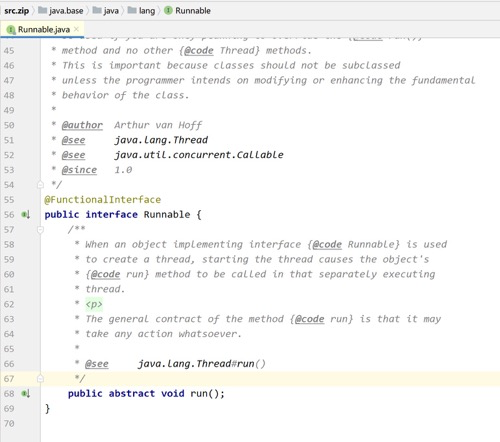 src.zip java.base java lang Runnable
Runnable.java
45 * method and no other {@code Thread} methods.
46 * This is important because classes should not be subclassed
47 * unless the programmer intends on modifying or enhancing the fundamental
48 * behavior of the class.
49 *
50 * @author  Arthur van Hoff
51 * @see     java.lang.Thread
52 * @see     java.util.concurrent.Callable
53 * @since   1.0
54 */
55 @FunctionalInterface
56 public interface Runnable {
57 /**
58 * When an object implementing interface {@code Runnable} is used
59 * to create a thread, starting the thread causes the object's
60 * {@code run} method to be called in that separately executing
61 * thread.
62 * <p>
63 * The general contract of the method {@code run} is that it may
64 * take any action whatsoever.
65 *
66 * @see     java.lang.Thread#run()
67 */
68 public abstract void run();
69 }
70